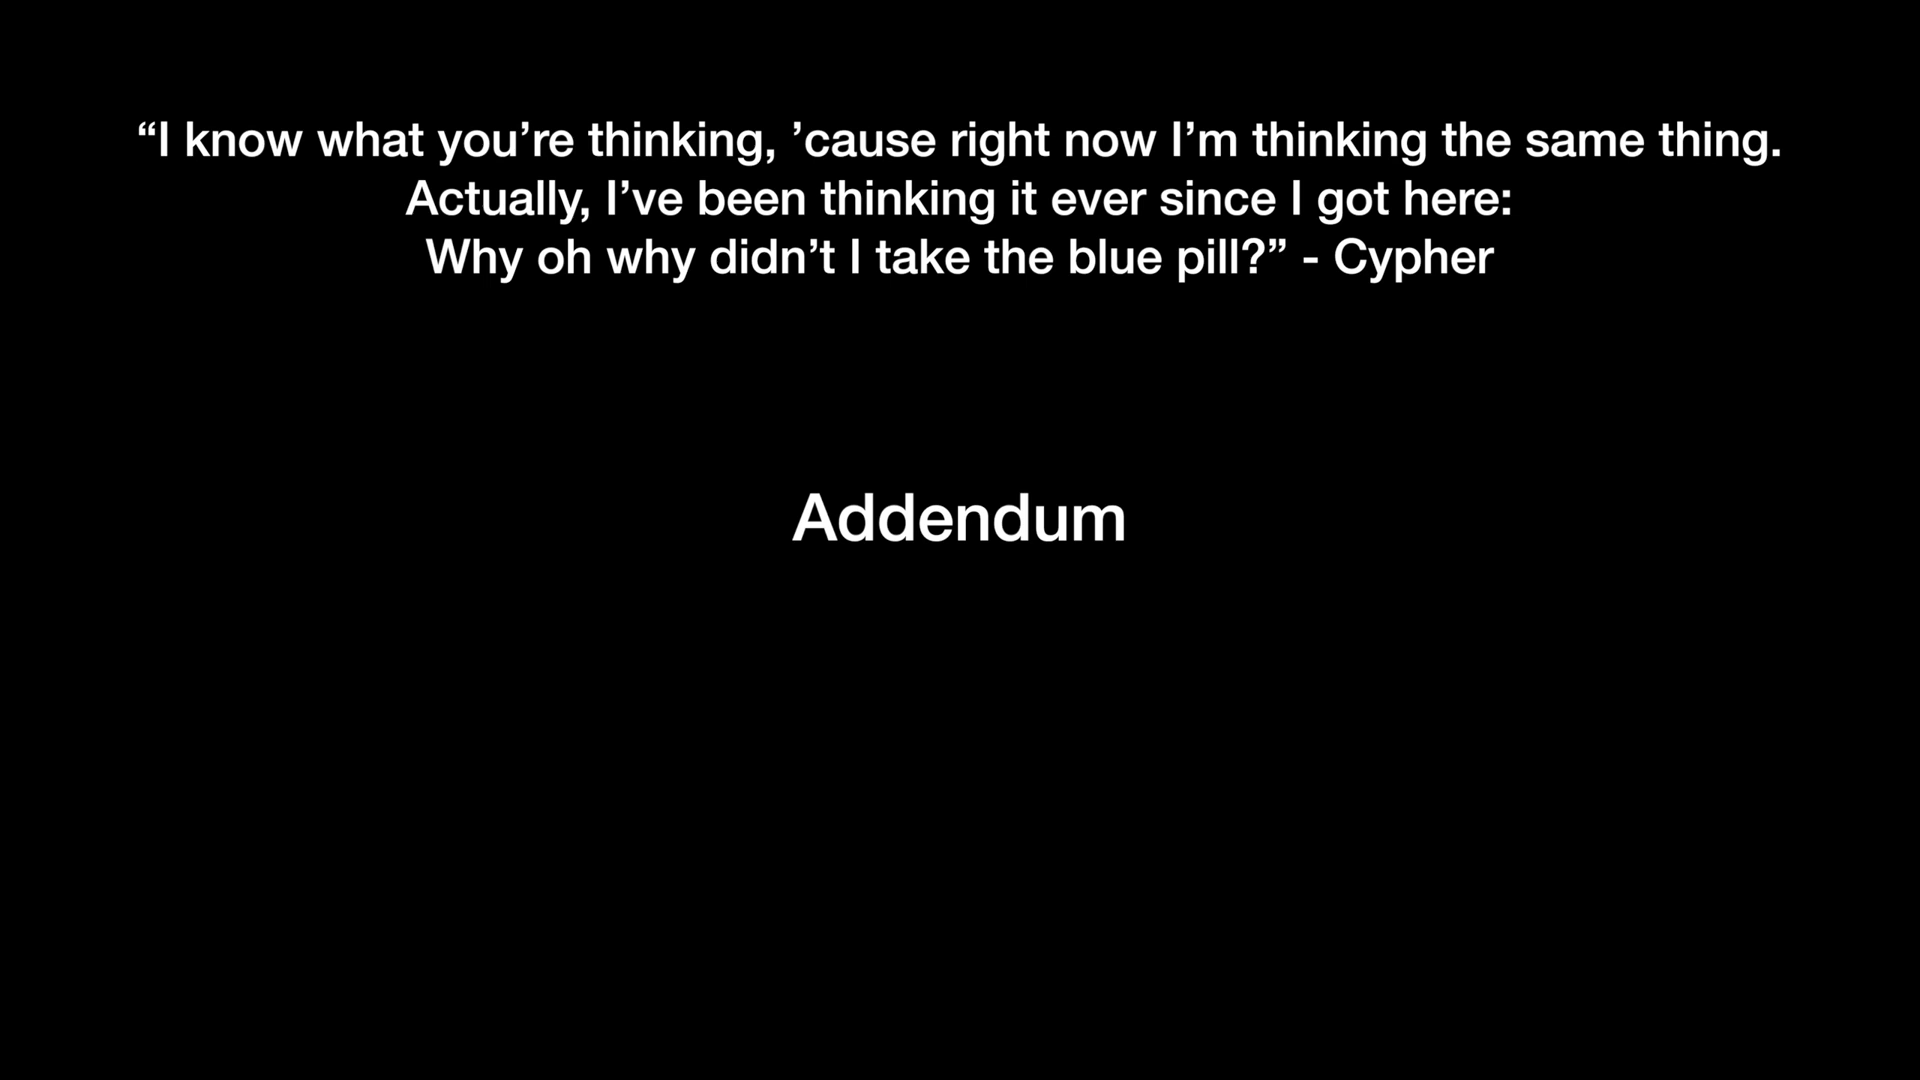 “I know what you’re thinking, ’cause right now I’m thinking the same thing.
Actually, I’ve been thinking it ever since I got here:
Why oh why didn’t I take the blue pill?” - Cypher
Addendum